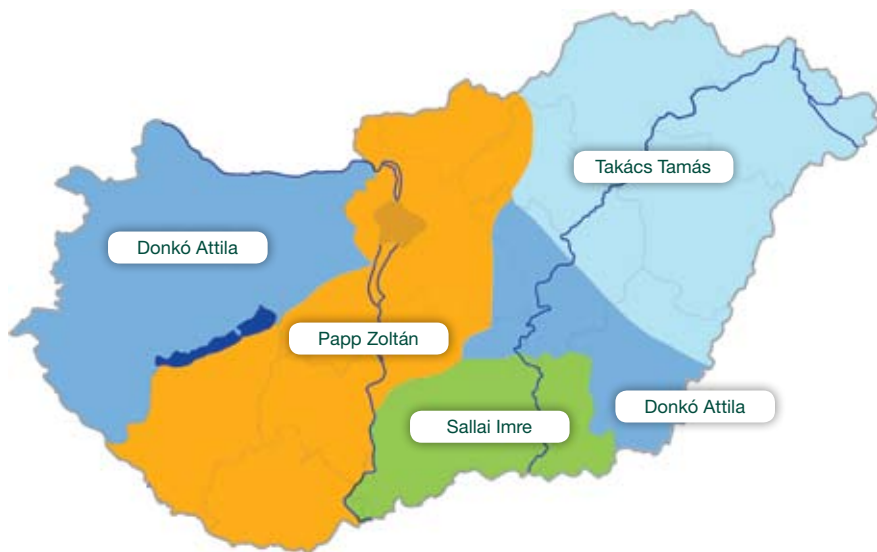 Takács Tamás
Donkó Attila
Papp Zoltán
Donkó Attila
Sallai Imre